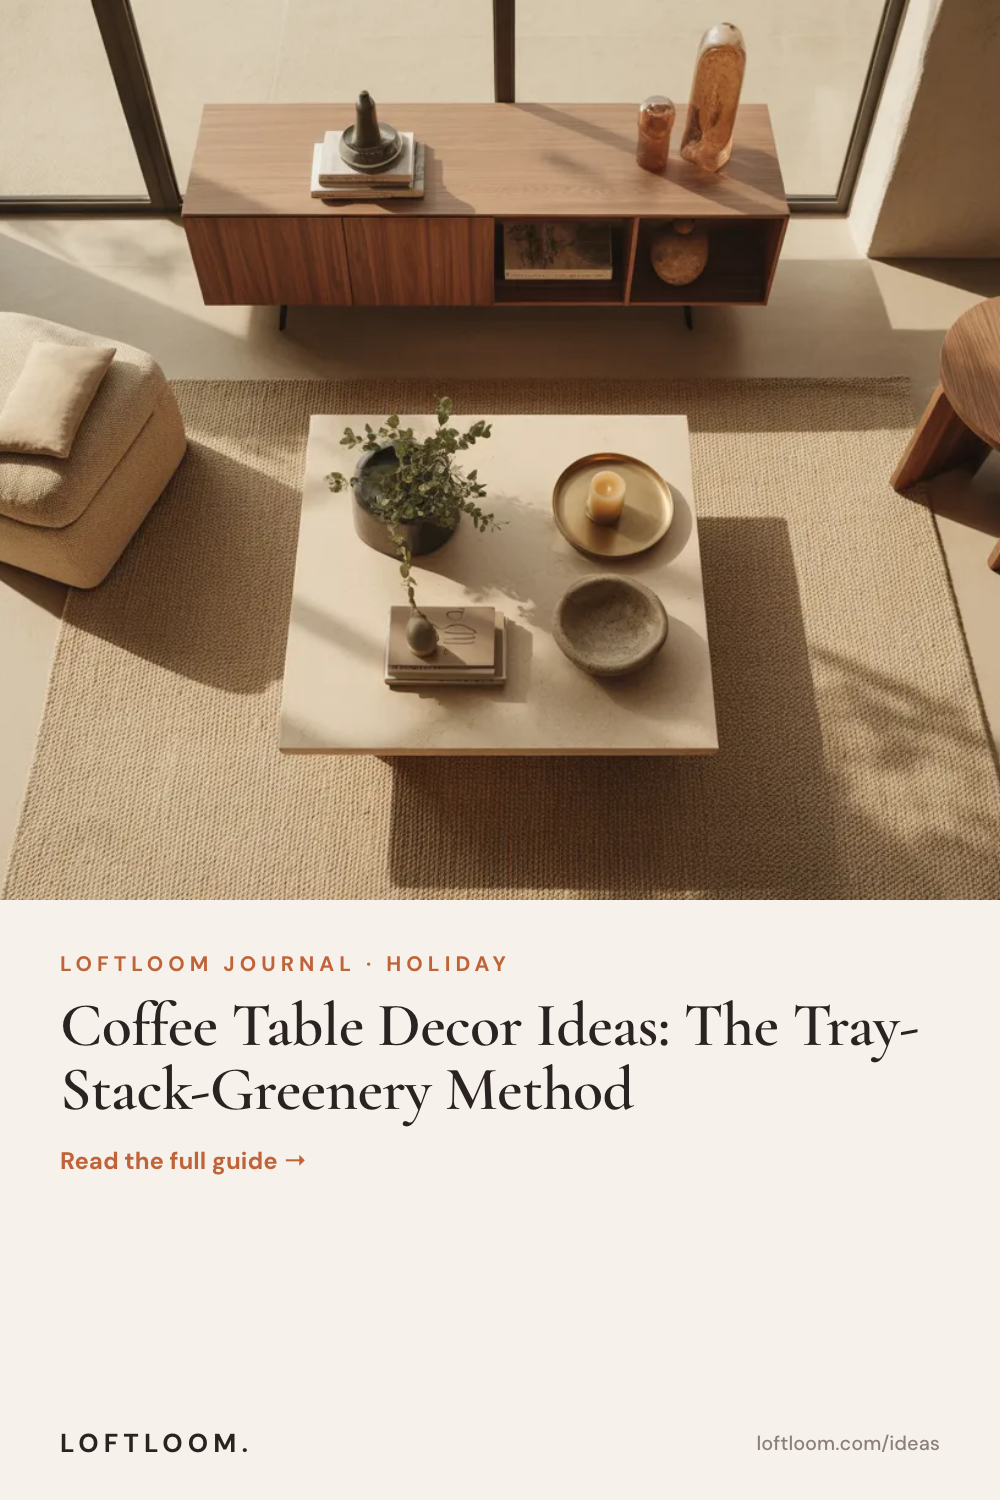 LOFTLOOM JOURNAL · HOLIDAY
Coffee Table Decor Ideas: The Tray-
Stack-Greenery Method
Read the full guide →
LOFTLOOM.
loftloom.com/ideas